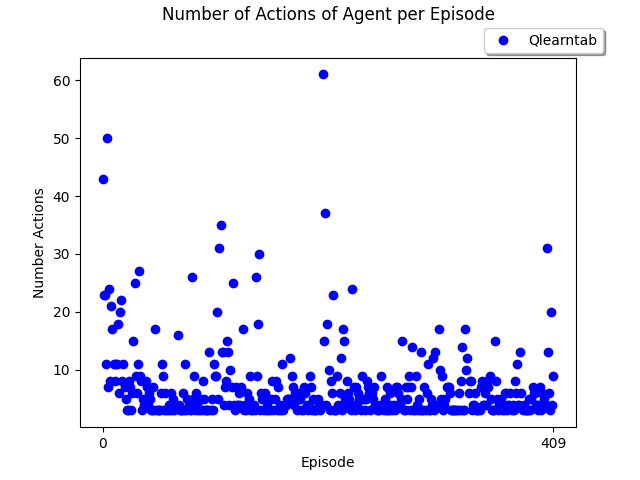 Number of Actions of Agent per Episode
Qlearntab
60
50
40
30
20
10
Number Actions
0
409
Episode